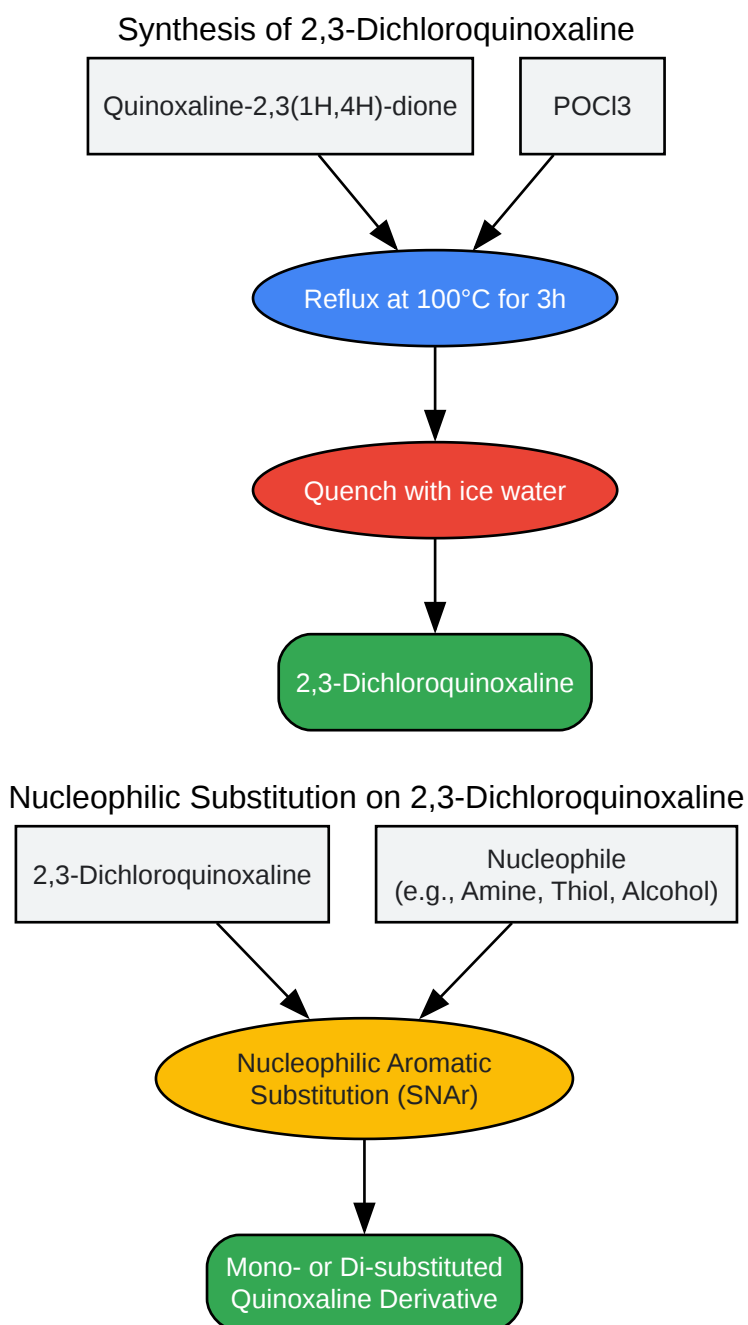 Synthesis of 2,3-Dichloroquinoxaline
Quinoxaline-2,3(1H,4H)-dione
POCl3
Reflux at 100°C for 3h
Quench with ice water
2,3-Dichloroquinoxaline
Nucleophilic Substitution on 2,3-Dichloroquinoxaline
2,3-Dichloroquinoxaline
Nucleophile
(e.g., Amine, Thiol, Alcohol)
Nucleophilic Aromatic
Substitution (SNAr)
Mono- or Di-substituted
Quinoxaline Derivative